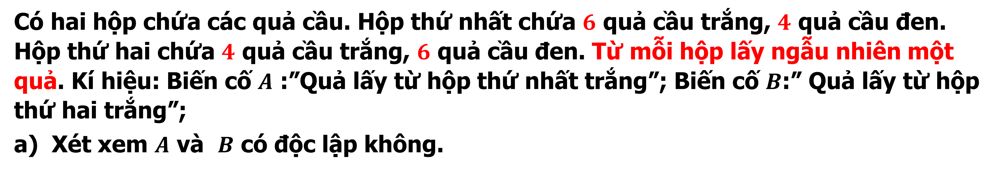 Có hai hộp chứa các quả cầu. Hộp thứ nhất chứa 6 quả cầu trắng, 4 quả cầu đen.
Hộp thứ hai chứa 4 quả cầu trắng, 6 quả cầu đen. Từ mỗi hộp lấy ngẫu nhiên một
quả. Kí hiệu: Biến cố A :″Quả lấy từ hộp thứ nhất trắng″; Biến cố B:″ Quả lấy từ hộp
thứ hai trắng″;
a) Xét xem A và B có độc lập không.